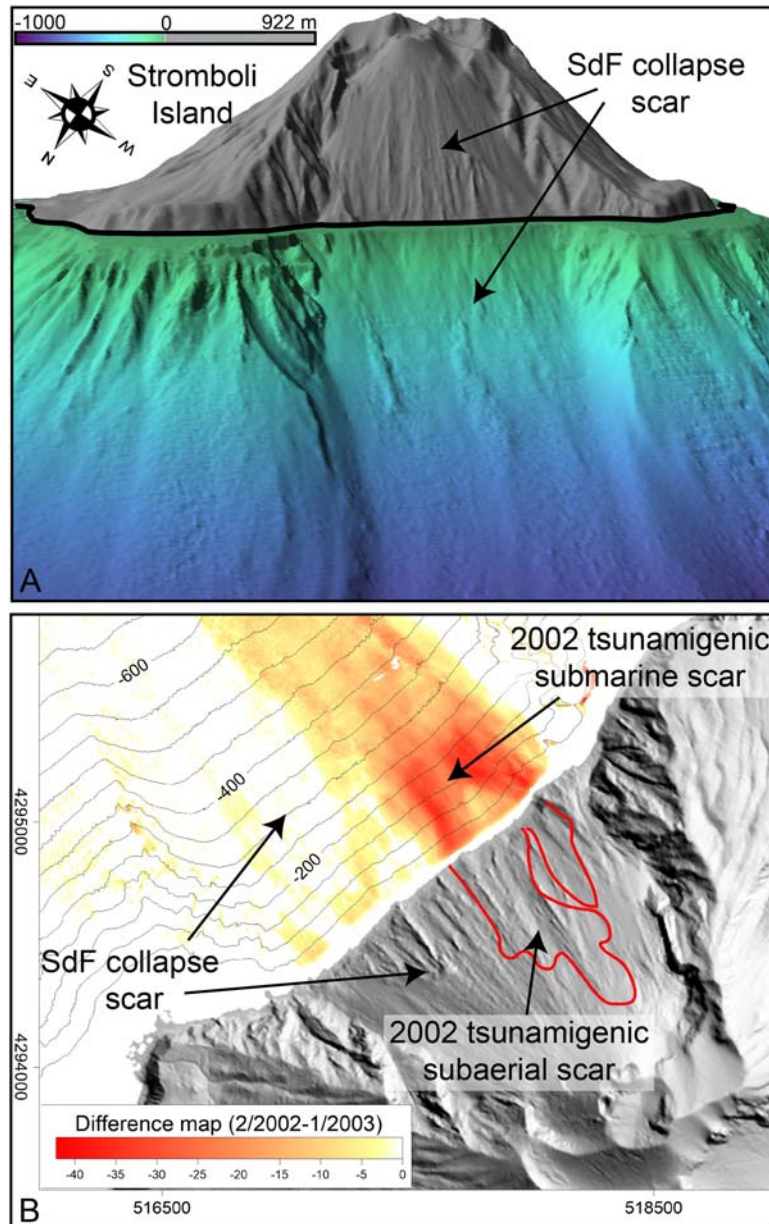 -1000 0 922 m
Stromboli
Island
S
E
W
N
SdF collapse
scar
A
2002 tsunamigenic
submarine scar
-600
-400
-200
4295000
SdF collapse
scar
2002 tsunamigenic
subaerial scar
4294000
Difference map (2/2002-1/2003)
-40 -35 -30 -25 -20 -15 -10 -5 0
B
516500 518500